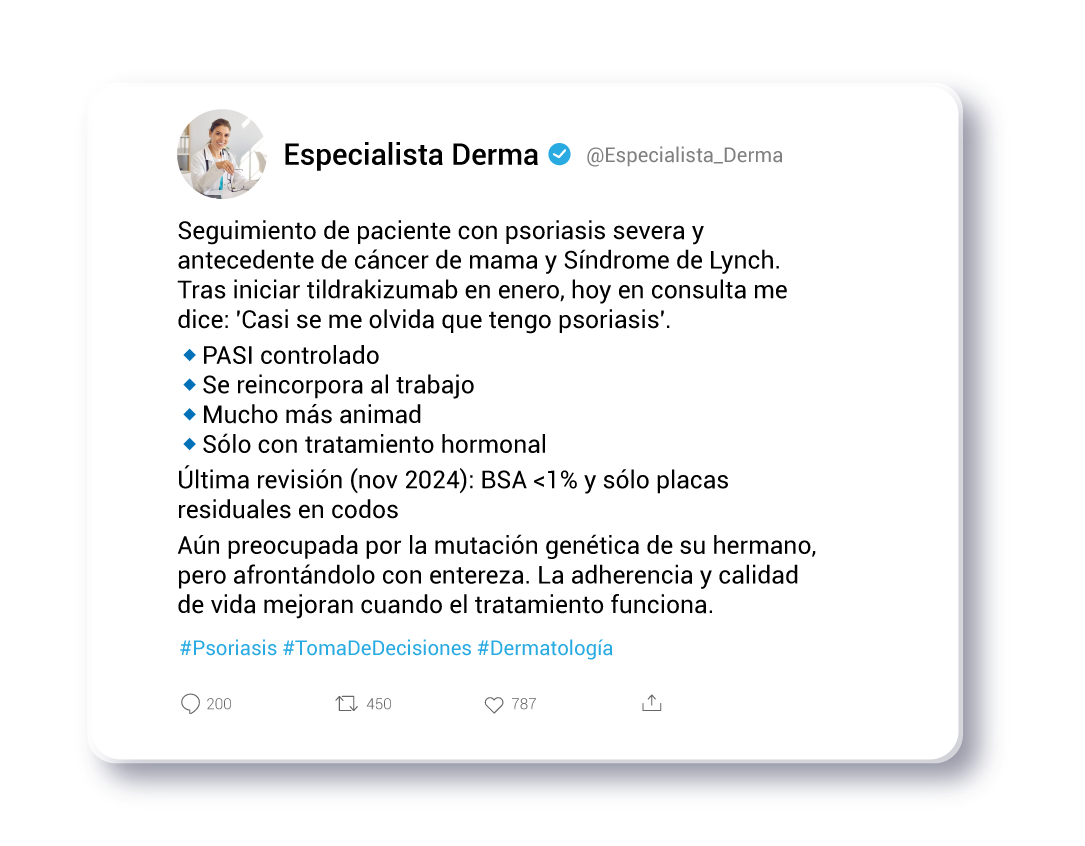 Especialista Derma @Especialista_Derma
Seguimiento de paciente con psoriasis severa y
antecedente de cáncer de mama y Síndrome de Lynch.
Tras iniciar tildrakizumab en enero, hoy en consulta me
dice: 'Casi se me olvida que tengo psoriasis'.
🔹PASI controlado
🔹Se reincorpora al trabajo
🔹Mucho más animad
🔹Sólo con tratamiento hormonal
Última revisión (nov 2024): BSA <1% y sólo placas
residuales en codos
Aún preocupada por la mutación genética de su hermano,
pero afrontándolo con entereza. La adherencia y calidad
de vida mejoran cuando el tratamiento funciona.
#Psoriasis #TomaDeDecisiones #Dermatología
200 450 787